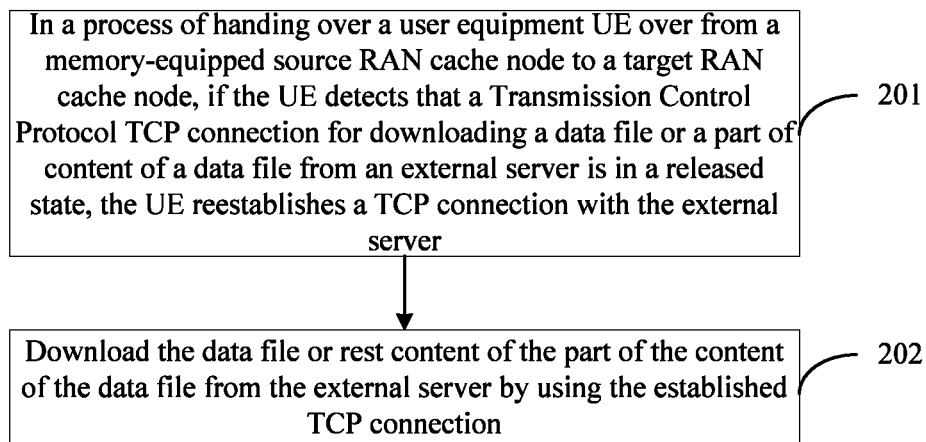 In a process of handing over a user equipment UE over from a
memory-equipped source RAN cache node to a target RAN
cache node, if the UE detects that a Transmission Control
Protocol TCP connection for downloading a data file or a part of
content of a data file from an external server is in a released
state, the UE reestablishes a TCP connection with the external
server
201
Download the data file or rest content of the part of the content
of the data file from the external server by using the established
TCP connection
202